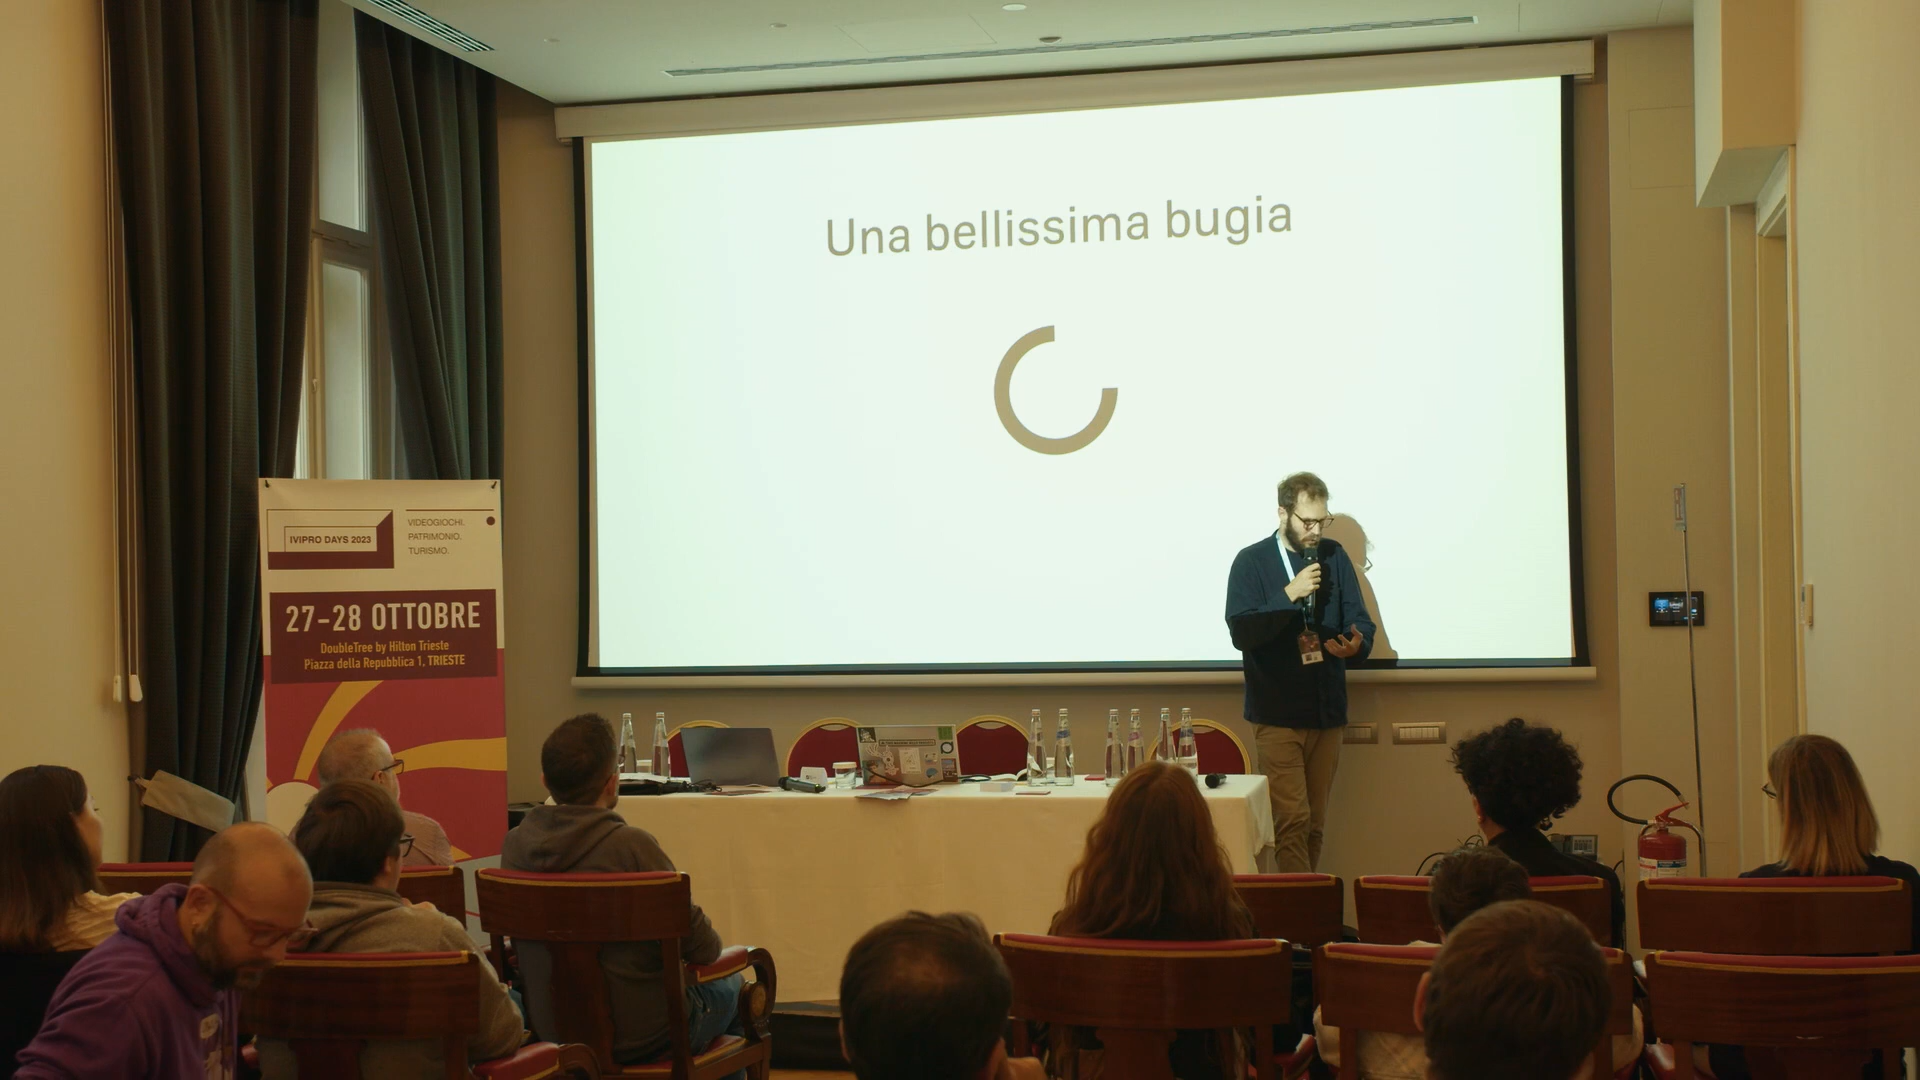 Una bellissima bugia
IVIPRO DAYS 2023
VIDEOGIOCHI.
PATRIMONIO.
TURISMO.
27-28 OTTOBRE
DoubleTree by Hilton Trieste
Piazza della Repubblica 1, TRIESTE